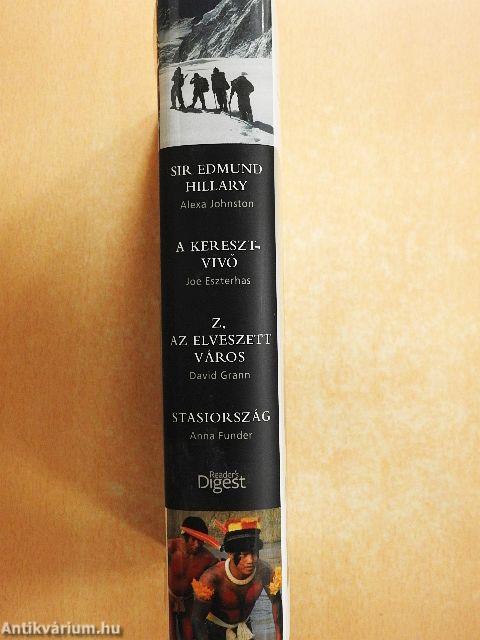 SIR EDMUND
HILLARY
Alexa Johnston
A KERESZT-
VIVŐ
Joe Eszterhas
Z,
AZ ELVESZETT
VÁROS
David Grann
STASIORSZÁG
Anna Funder
Reader's
Digest
Antikvárium.hu